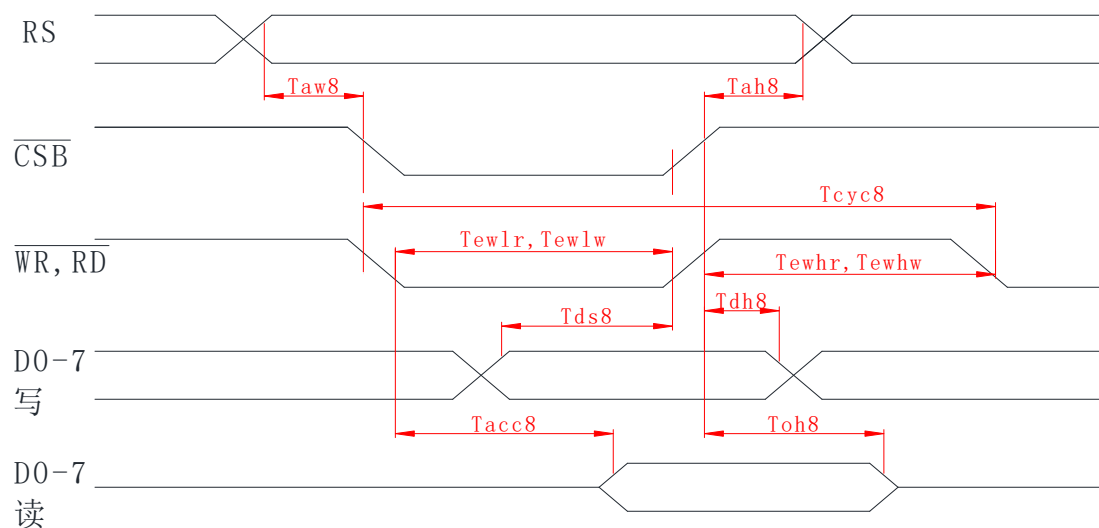 RS
Taw8
Tah8
CSB
Tcyc8
WR, RD
Tewlr, Tewlw
Tewhr, Tewhw
Tdh8
Tds8
D0-7
写
Tacc8
Toh8
D0-7
读